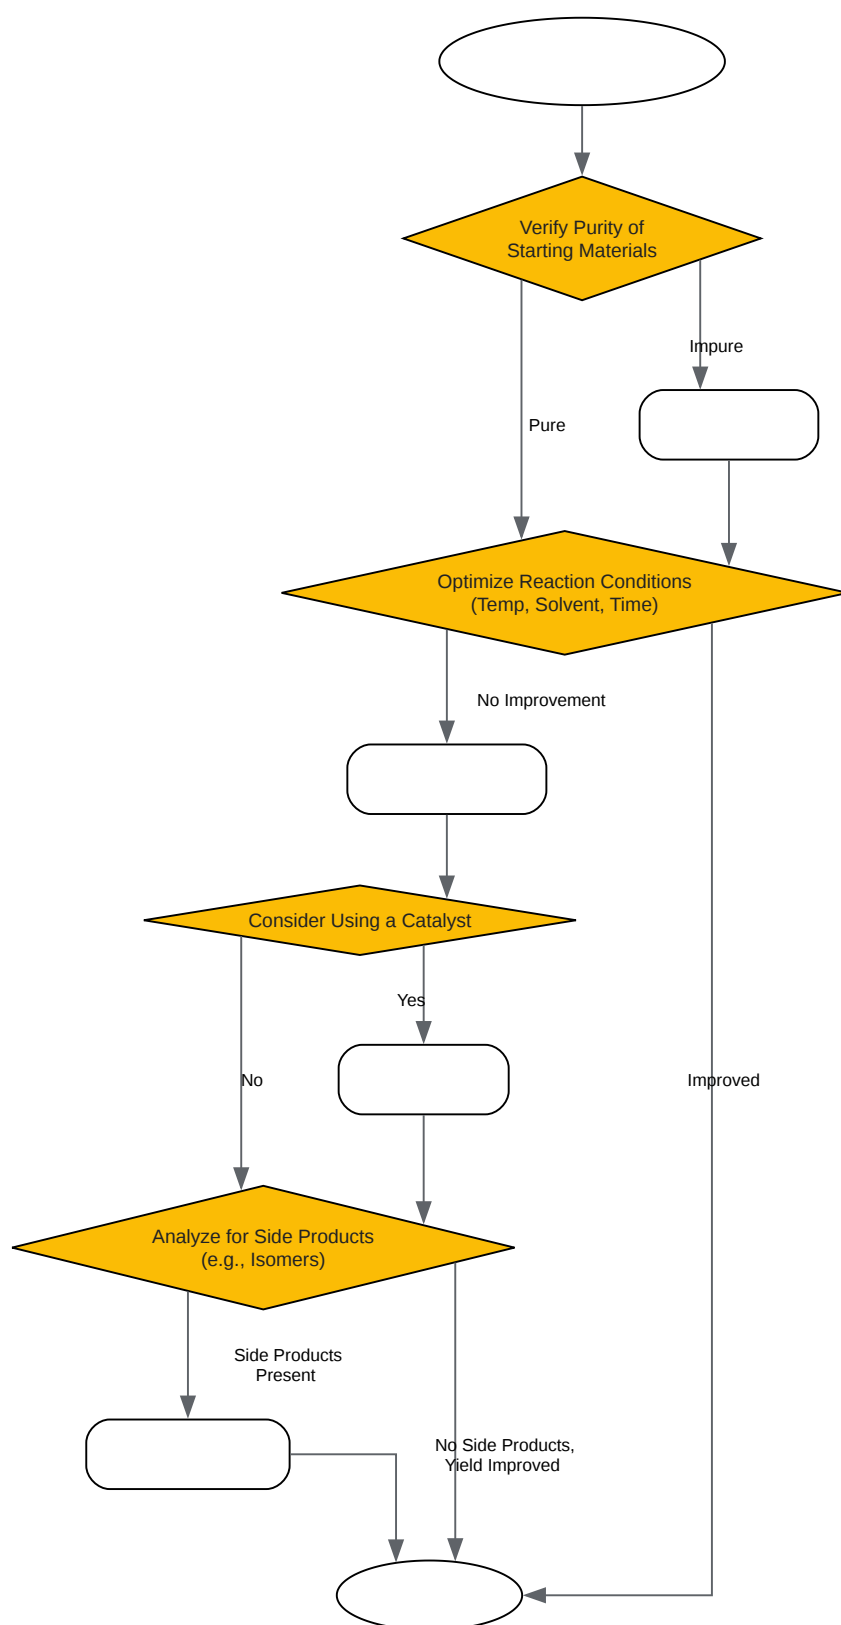 Verify Purity of
Starting Materials
Impure
Pure
Optimize Reaction Conditions
(Temp, Solvent, Time)
No Improvement
Consider Using a Catalyst
Yes
No
Improved
Analyze for Side Products
(e.g., Isomers)
Side Products
Present
No Side Products,
Yield Improved